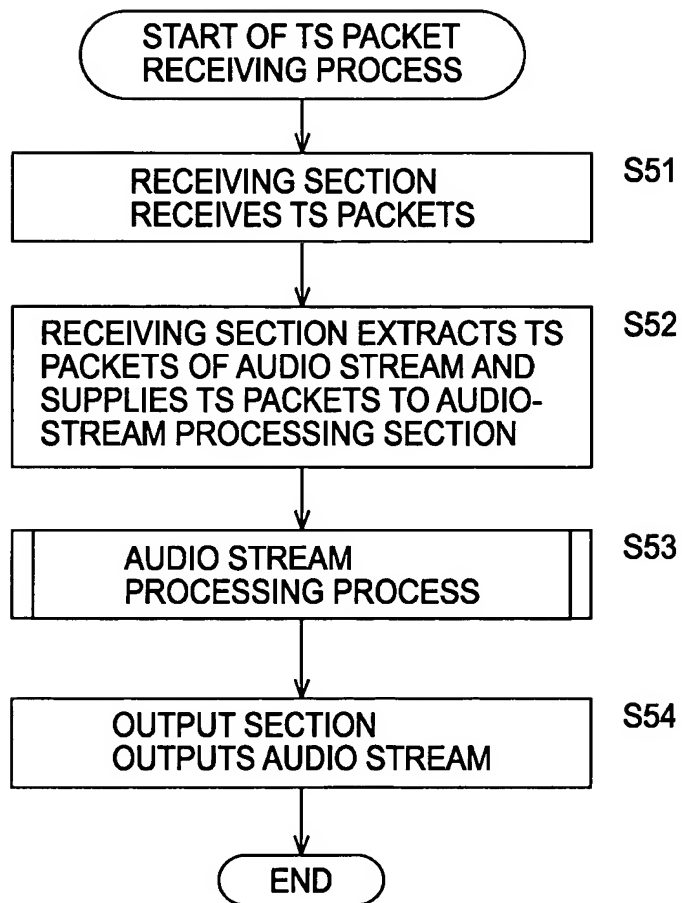 START OF TS PACKET
RECEIVING PROCESS
RECEIVING SECTION
RECEIVES TS PACKETS
S51
RECEIVING SECTION EXTRACTS TS
PACKETS OF AUDIO STREAM AND
SUPPLIES TS PACKETS TO AUDIO-
STREAM PROCESSING SECTION
S52
AUDIO STREAM
PROCESSING PROCESS
S53
OUTPUT SECTION
OUTPUTS AUDIO STREAM
S54
END